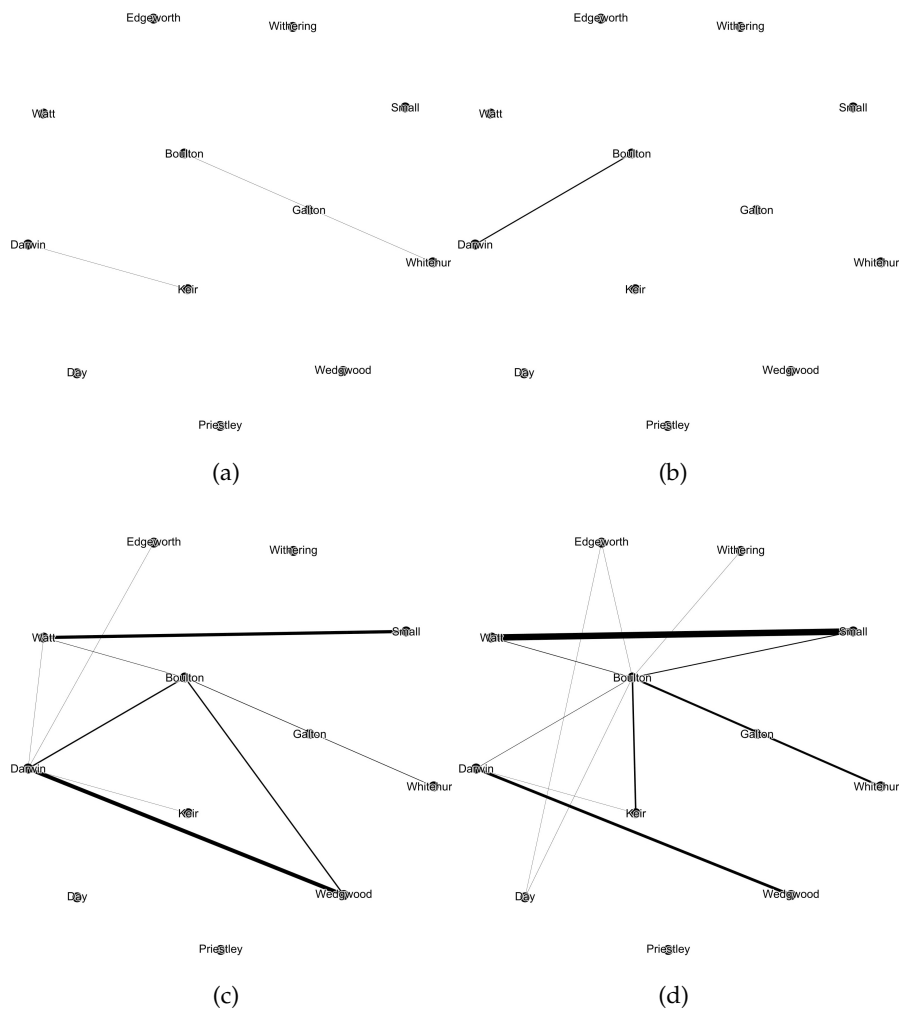 Edgeworth
Withering
Watt
Small
Boulton
Galton
Darwin
Whitehur
Keir
Day
Wedgwood
Priestley
(a)
Edgeworth
Withering
Watt
Small
Boulton
Galton
Darwin
Whitehur
Keir
Day
Wedgwood
Priestley
(b)
Edgeworth
Withering
Watt
Small
Boulton
Galton
Darwin
Whitehur
Keir
Day
Wedgwood
Priestley
(c)
Edgeworth
Withering
Watt
Small
Boulton
Galton
Darwin
Whitehur
Keir
Day
Wedgwood
Priestley
(d)